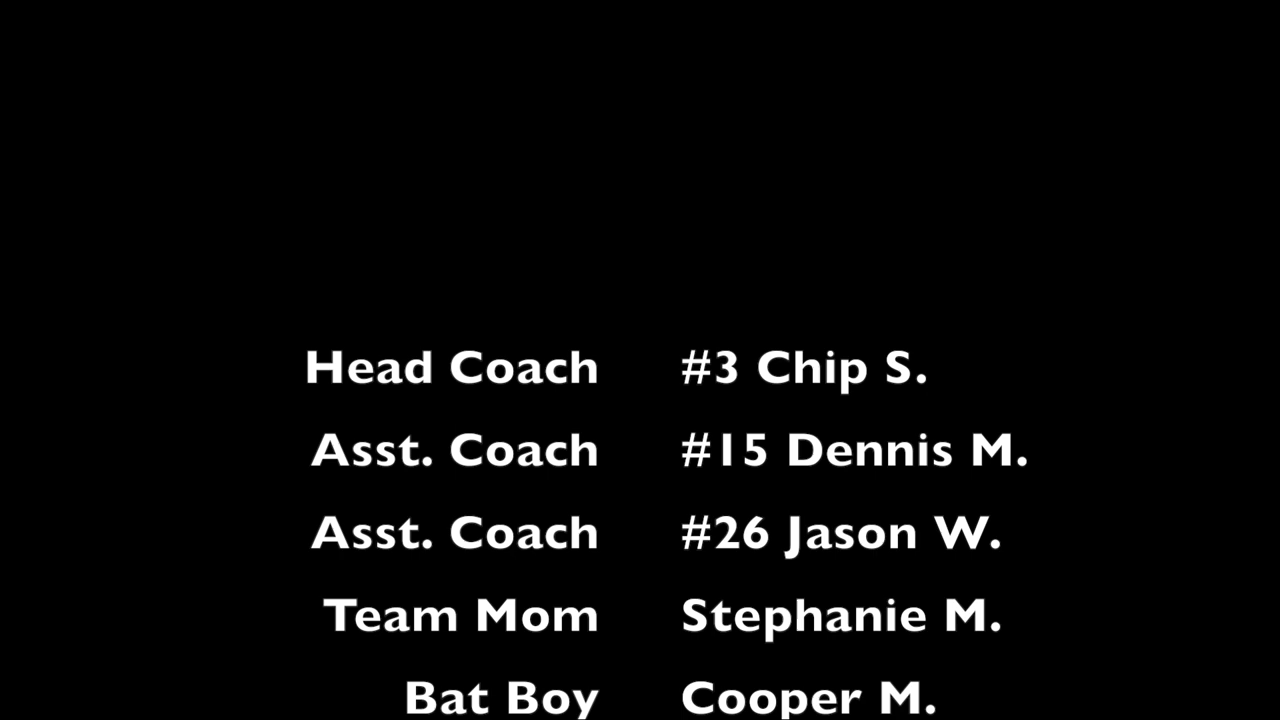 Head Coach #3 Chip S.
Asst. Coach #15 Dennis M.
Asst. Coach #26 Jason W.
Team Mom Stephanie M.
Bat Boy Cooper M.